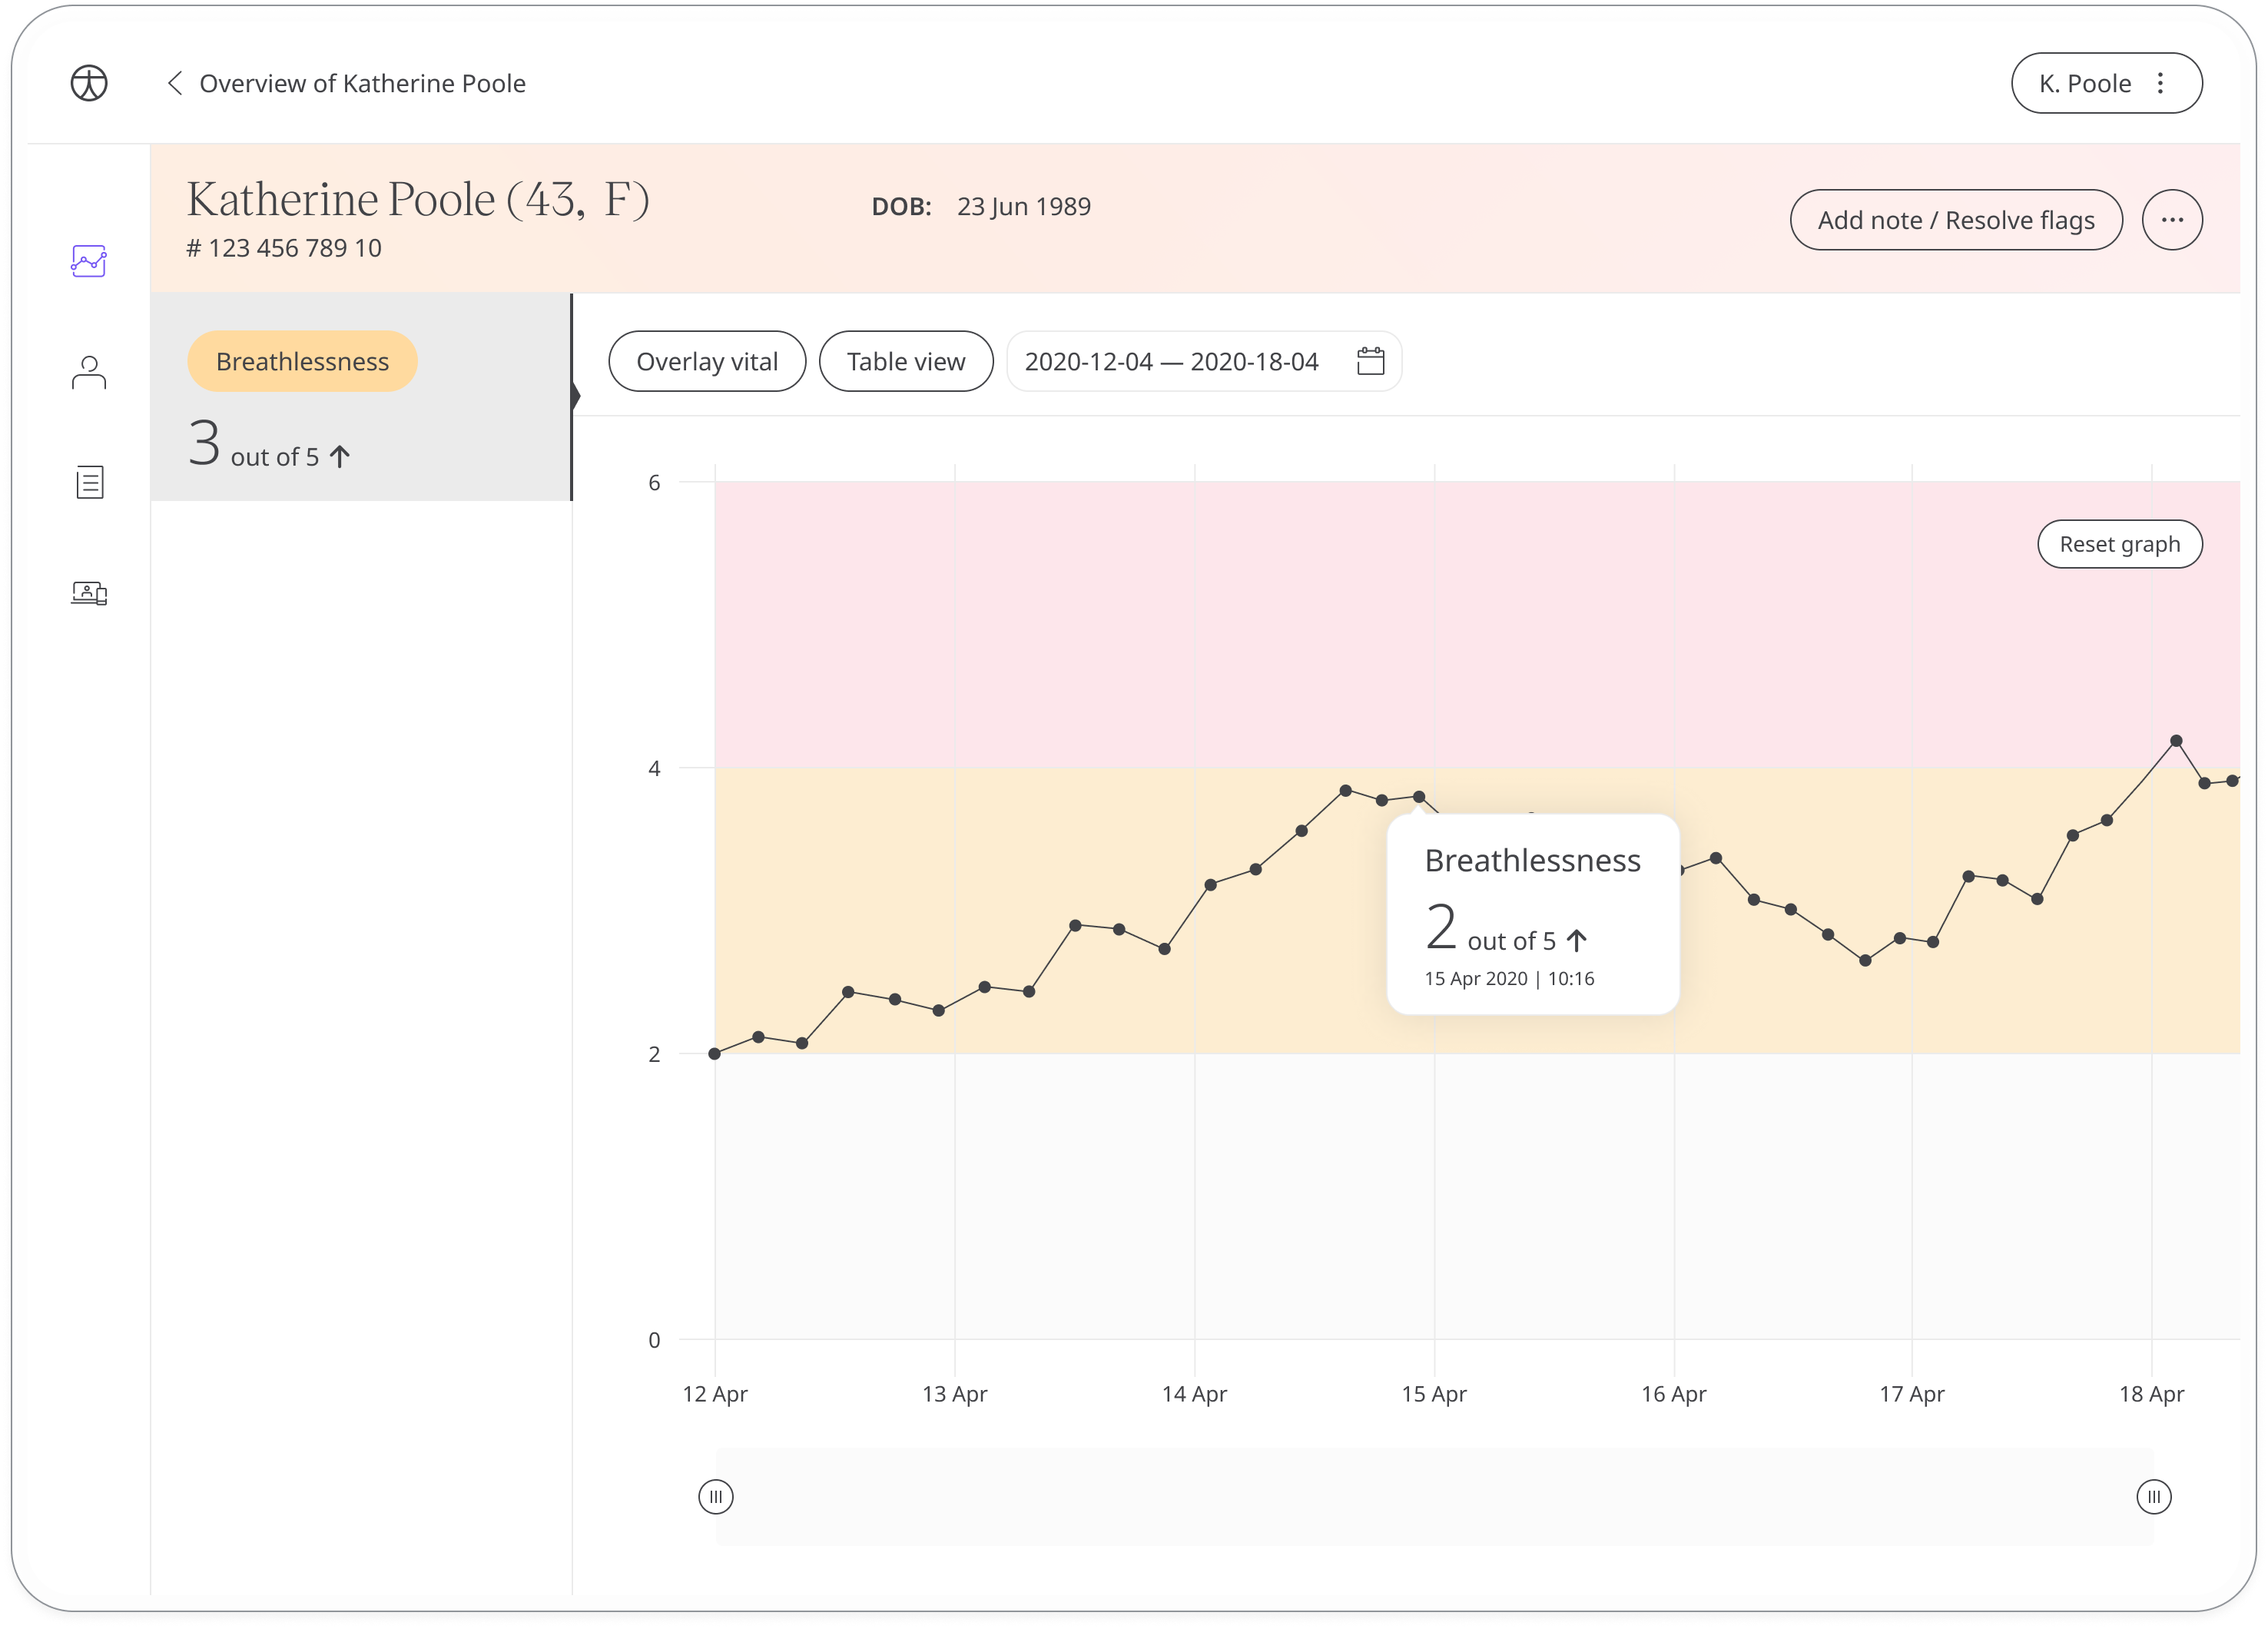 Overview of Katherine Poole
K. Poole
Katherine Poole (43, F)
# 123 456 789 10
DOB: 23 Jun 1989
Add note / Resolve flags
Breathlessness
3 out of 5 ↑
Overlay vital
Table view
2020-12-04 — 2020-18-04
6
Reset graph
4
Breathlessness
2 out of 5 ↑
15 Apr 2020 | 10:16
2
0
12 Apr
13 Apr
14 Apr
15 Apr
16 Apr
17 Apr
18 Apr